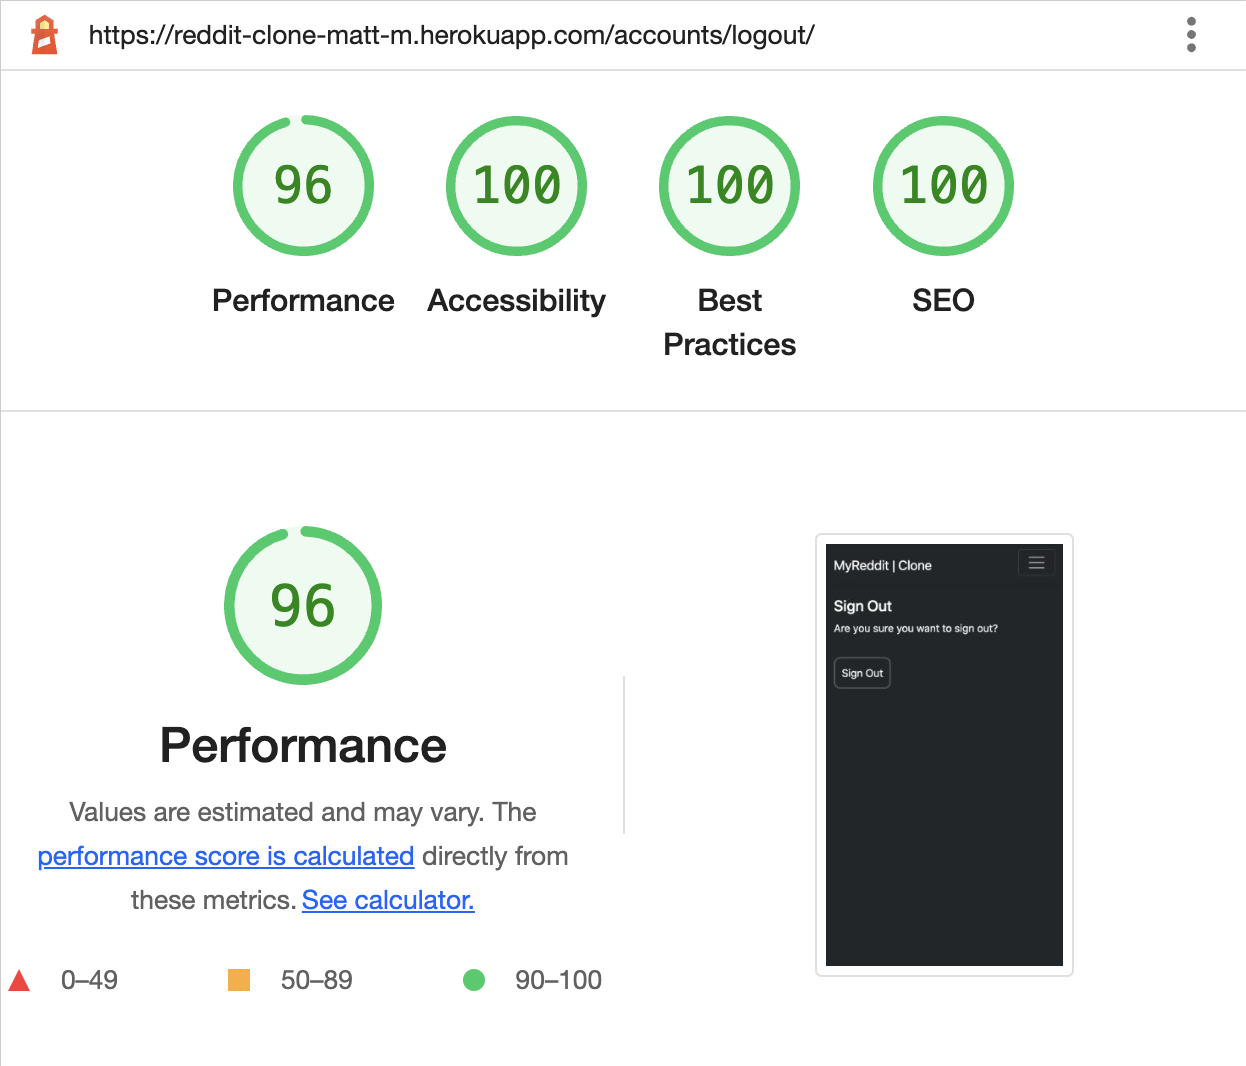 https://reddit-clone-matt-m.herokuapp.com/accounts/logout/
96
100
100
100
Performance
Accessibility
Best
Practices
SEO
96
Performance
Values are estimated and may vary. The
performance score is calculated directly from
these metrics. See calculator.
0–49
50–89
90–100
MyReddit | Clone
Sign Out
Are you sure you want to sign out?
Sign Out